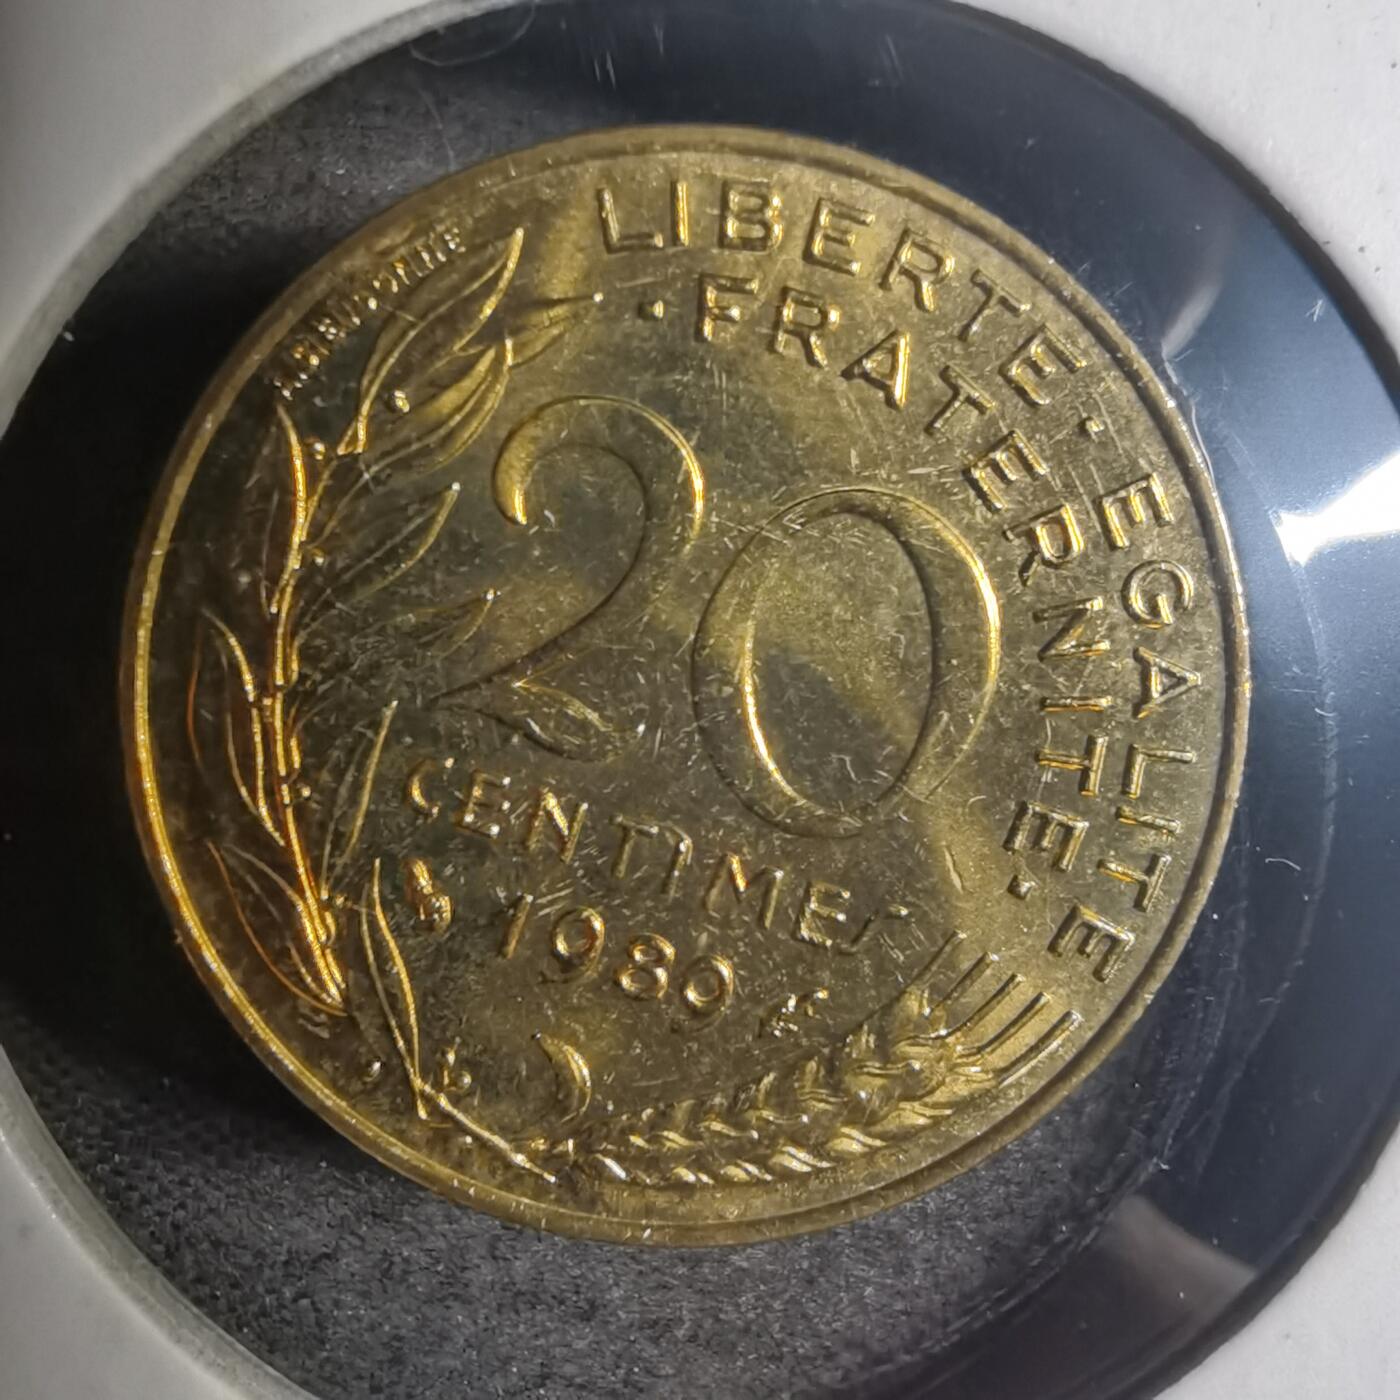 LIBERTE · EGALITE
· FRATERNITE ·
20
CENTIMES
1989